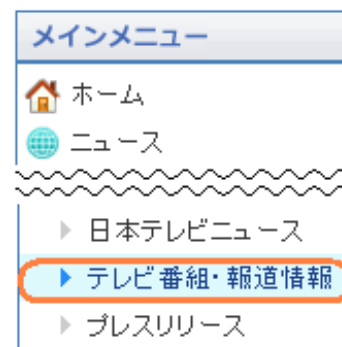 メインメニュー
ホーム
ニュース
日本テレビニュース
テレビ番組・報道情報
プレスリリース